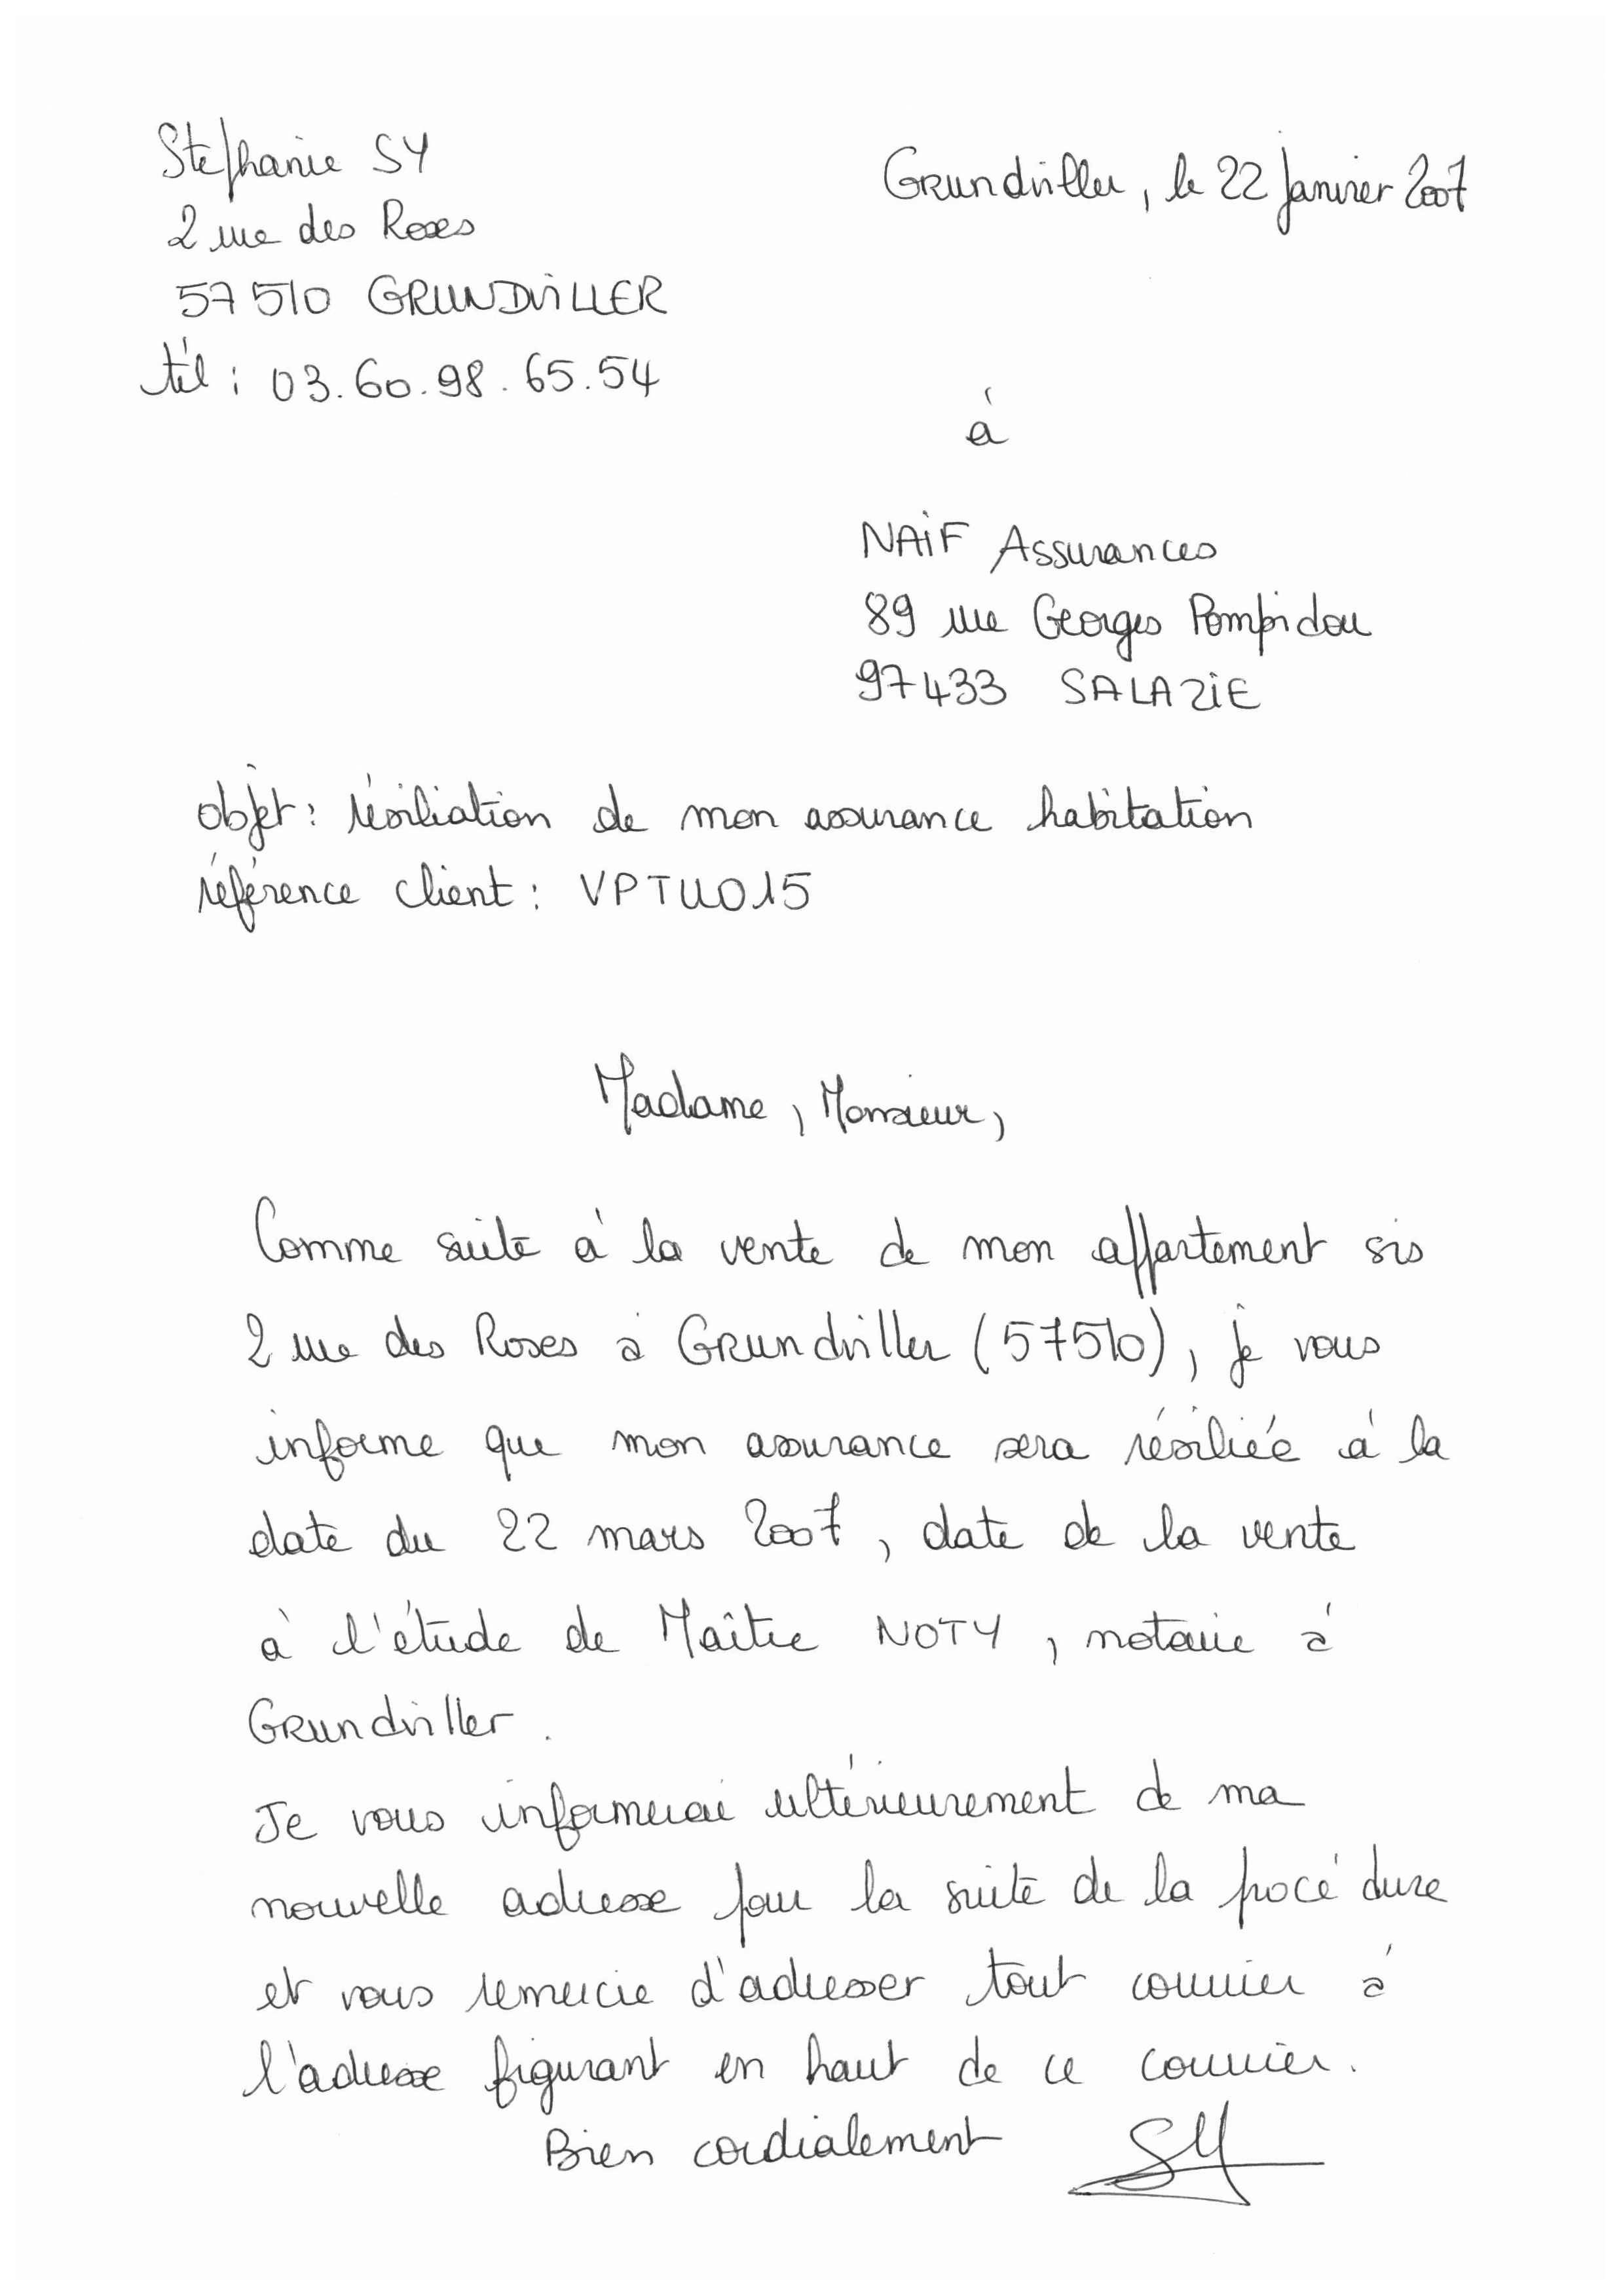 Stéphanie SY
2 rue des Roses
57510 GRUNDVILLER
tél : 03.60.98.65.54
Grundviller, le 22 janvier 2007
à
NAIF Assurances
89 rue Georges Pompidou
97433 SALAZIE
objet : résiliation de mon assurance habitation
référence client : VPTUO15
Madame, Monsieur,
Comme suite à la vente de mon appartement sis
2 rue des Roses à Grundviller (57510), je vous
informe que mon assurance sera résiliée à la
date du 22 mars 2007, date de la vente
à l'étude de Maître NOTY, notaire à
Grundviller.
Je vous informerai ultérieurement de ma
nouvelle adresse pour la suite de la procédure
et vous remercie d'adresser tout courrier à
l'adresse figurant en haut de ce courrier.
Bien cordialement
SY